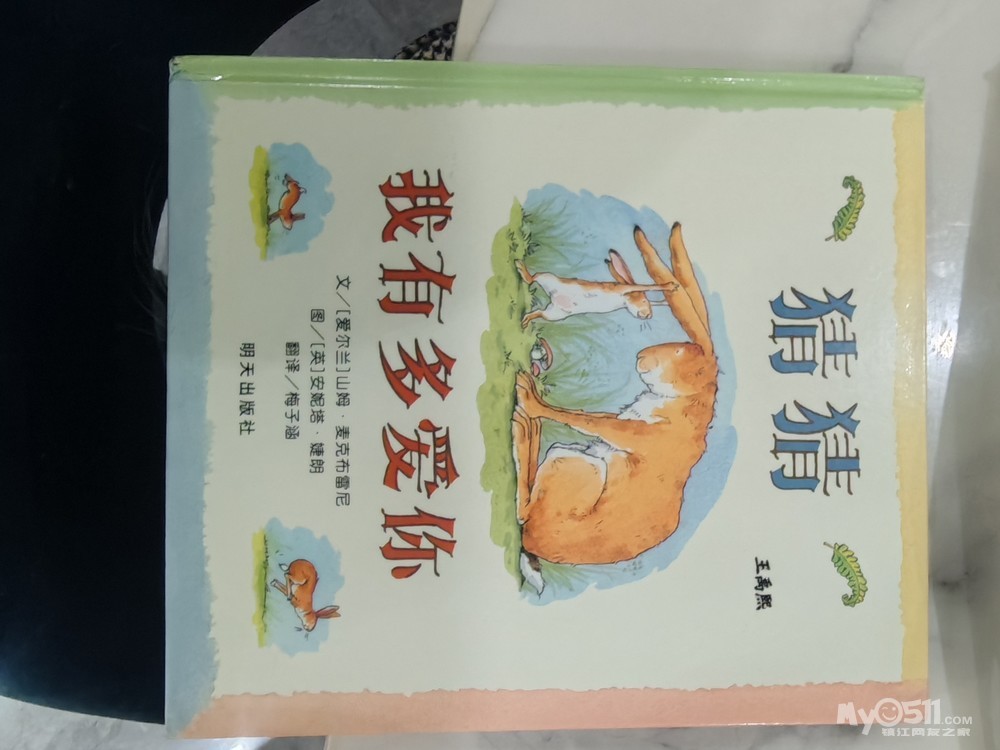 猜猜
王禹熙
我有多爱你
文／[爱尔兰]山姆·麦克布雷尼
图／[英]安妮塔·婕朗
翻译／梅子涵
明天出版社
My0511.COM
镇江网友之家